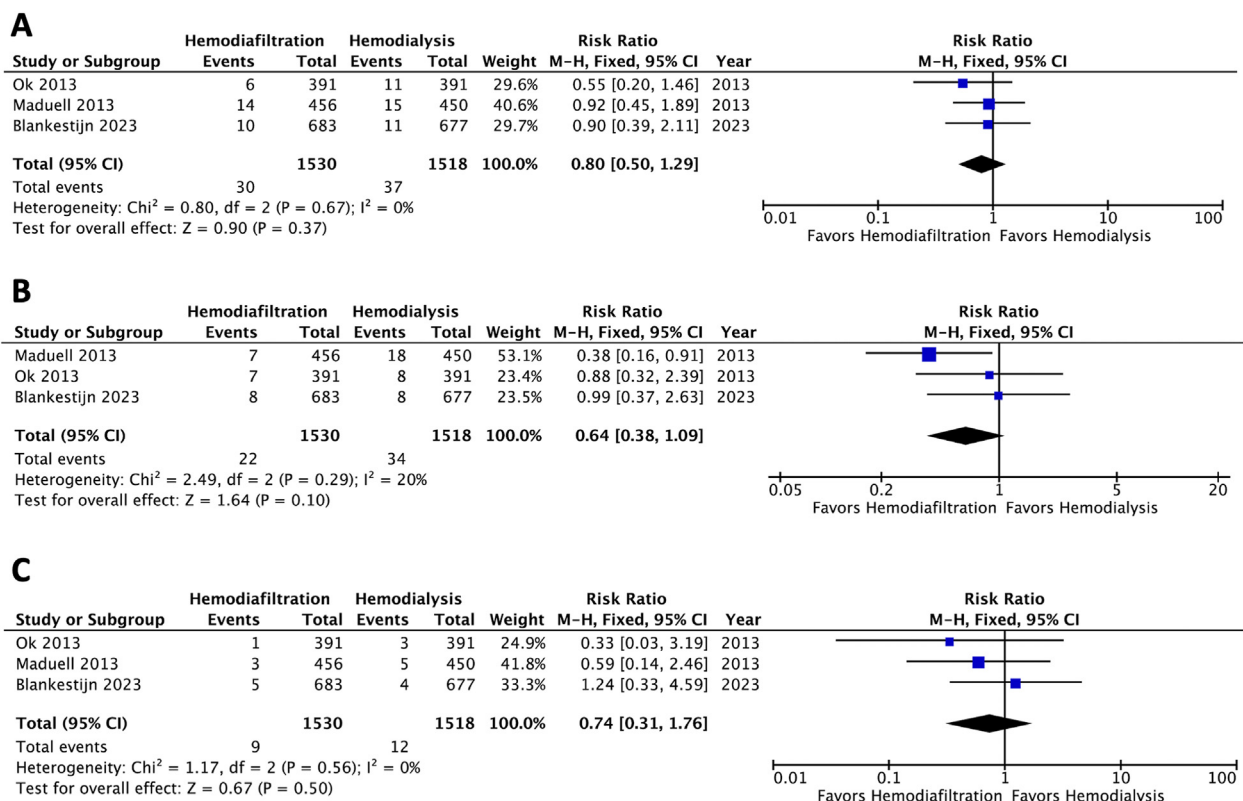 A
Hemodiafiltration Hemodialysis Risk Ratio Risk Ratio
Study or Subgroup Events Total Events Total Weight M-H, Fixed, 95% CI Year M-H, Fixed, 95% CI
Ok 2013 6 391 11 391 29.6% 0.55 [0.20, 1.46] 2013
Maduell 2013 14 456 15 450 40.6% 0.92 [0.45, 1.89] 2013
Blankestijn 2023 10 683 11 677 29.7% 0.90 [0.39, 2.11] 2023
Total (95% CI) 1530 1518 100.0% 0.80 [0.50, 1.29]
Total events 30 37
Heterogeneity: Chi² = 0.80, df = 2 (P = 0.67); I² = 0%
Test for overall effect: Z = 0.90 (P = 0.37)
0.01 0.1 1 10 100
Favors Hemodiafiltration Favors Hemodialysis
B
Hemodiafiltration Hemodialysis Risk Ratio Risk Ratio
Study or Subgroup Events Total Events Total Weight M-H, Fixed, 95% CI Year M-H, Fixed, 95% CI
Maduell 2013 7 456 18 450 53.1% 0.38 [0.16, 0.91] 2013
Ok 2013 7 391 8 391 23.4% 0.88 [0.32, 2.39] 2013
Blankestijn 2023 8 683 8 677 23.5% 0.99 [0.37, 2.63] 2023
Total (95% CI) 1530 1518 100.0% 0.64 [0.38, 1.09]
Total events 22 34
Heterogeneity: Chi² = 2.49, df = 2 (P = 0.29); I² = 20%
Test for overall effect: Z = 1.64 (P = 0.10)
0.05 0.2 1 5 20
Favors Hemodiafiltration Favors Hemodialysis
C
Hemodiafiltration Hemodialysis Risk Ratio Risk Ratio
Study or Subgroup Events Total Events Total Weight M-H, Fixed, 95% CI Year M-H, Fixed, 95% CI
Ok 2013 1 391 3 391 24.9% 0.33 [0.03, 3.19] 2013
Maduell 2013 3 456 5 450 41.8% 0.59 [0.14, 2.46] 2013
Blankestijn 2023 5 683 4 677 33.3% 1.24 [0.33, 4.59] 2023
Total (95% CI) 1530 1518 100.0% 0.74 [0.31, 1.76]
Total events 9 12
Heterogeneity: Chi² = 1.17, df = 2 (P = 0.56); I² = 0%
Test for overall effect: Z = 0.67 (P = 0.50)
0.01 0.1 1 10 100
Favors Hemodiafiltration Favors Hemodialysis